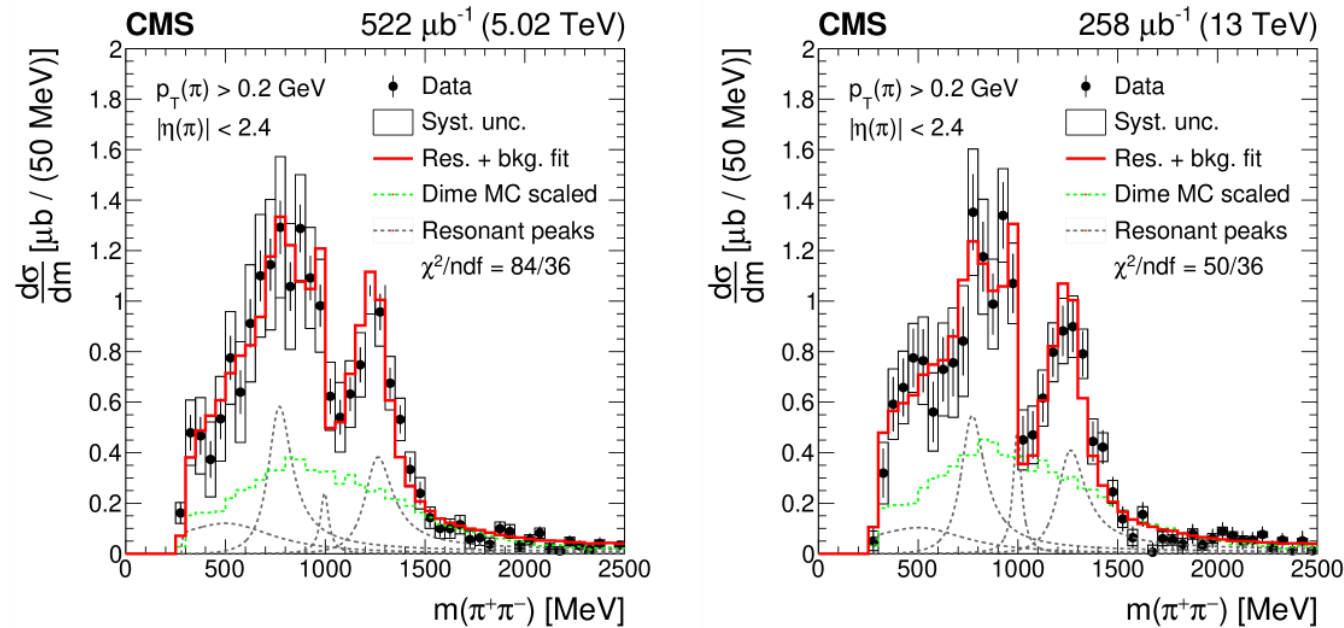 CMS 522 μb⁻¹ (5.02 TeV)
dσ/dm [μb / (50 MeV)]
2
1.8
1.6
1.4
1.2
1
0.8
0.6
0.4
0.2
0
p_T(π) > 0.2 GeV
|η(π)| < 2.4
Data
Syst. unc.
Res. + bkg. fit
Dime MC scaled
Resonant peaks
χ²/ndf = 84/36
0 500 1000 1500 2000 2500
m(π⁺π⁻) [MeV]
CMS 258 μb⁻¹ (13 TeV)
dσ/dm [μb / (50 MeV)]
2
1.8
1.6
1.4
1.2
1
0.8
0.6
0.4
0.2
0
p_T(π) > 0.2 GeV
|η(π)| < 2.4
Data
Syst. unc.
Res. + bkg. fit
Dime MC scaled
Resonant peaks
χ²/ndf = 50/36
0 500 1000 1500 2000 2500
m(π⁺π⁻) [MeV]